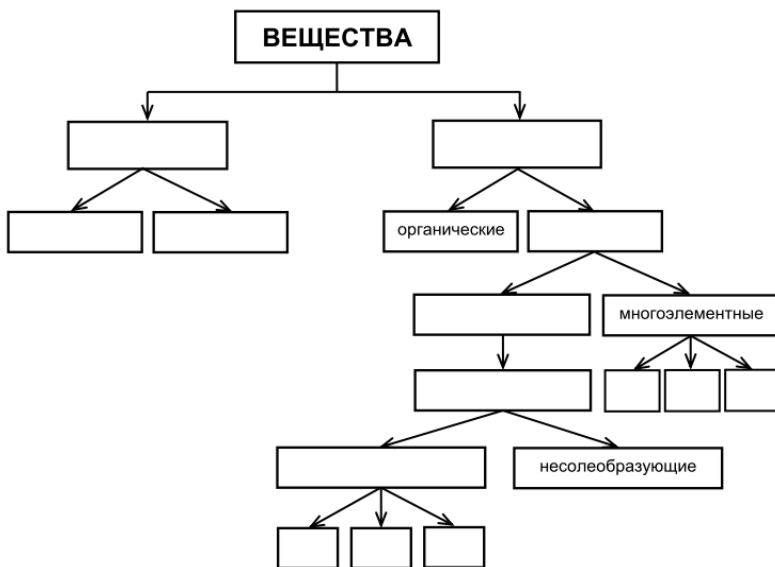 ВЕЩЕСТВА
органические
многоэлементные
несолеобразующие